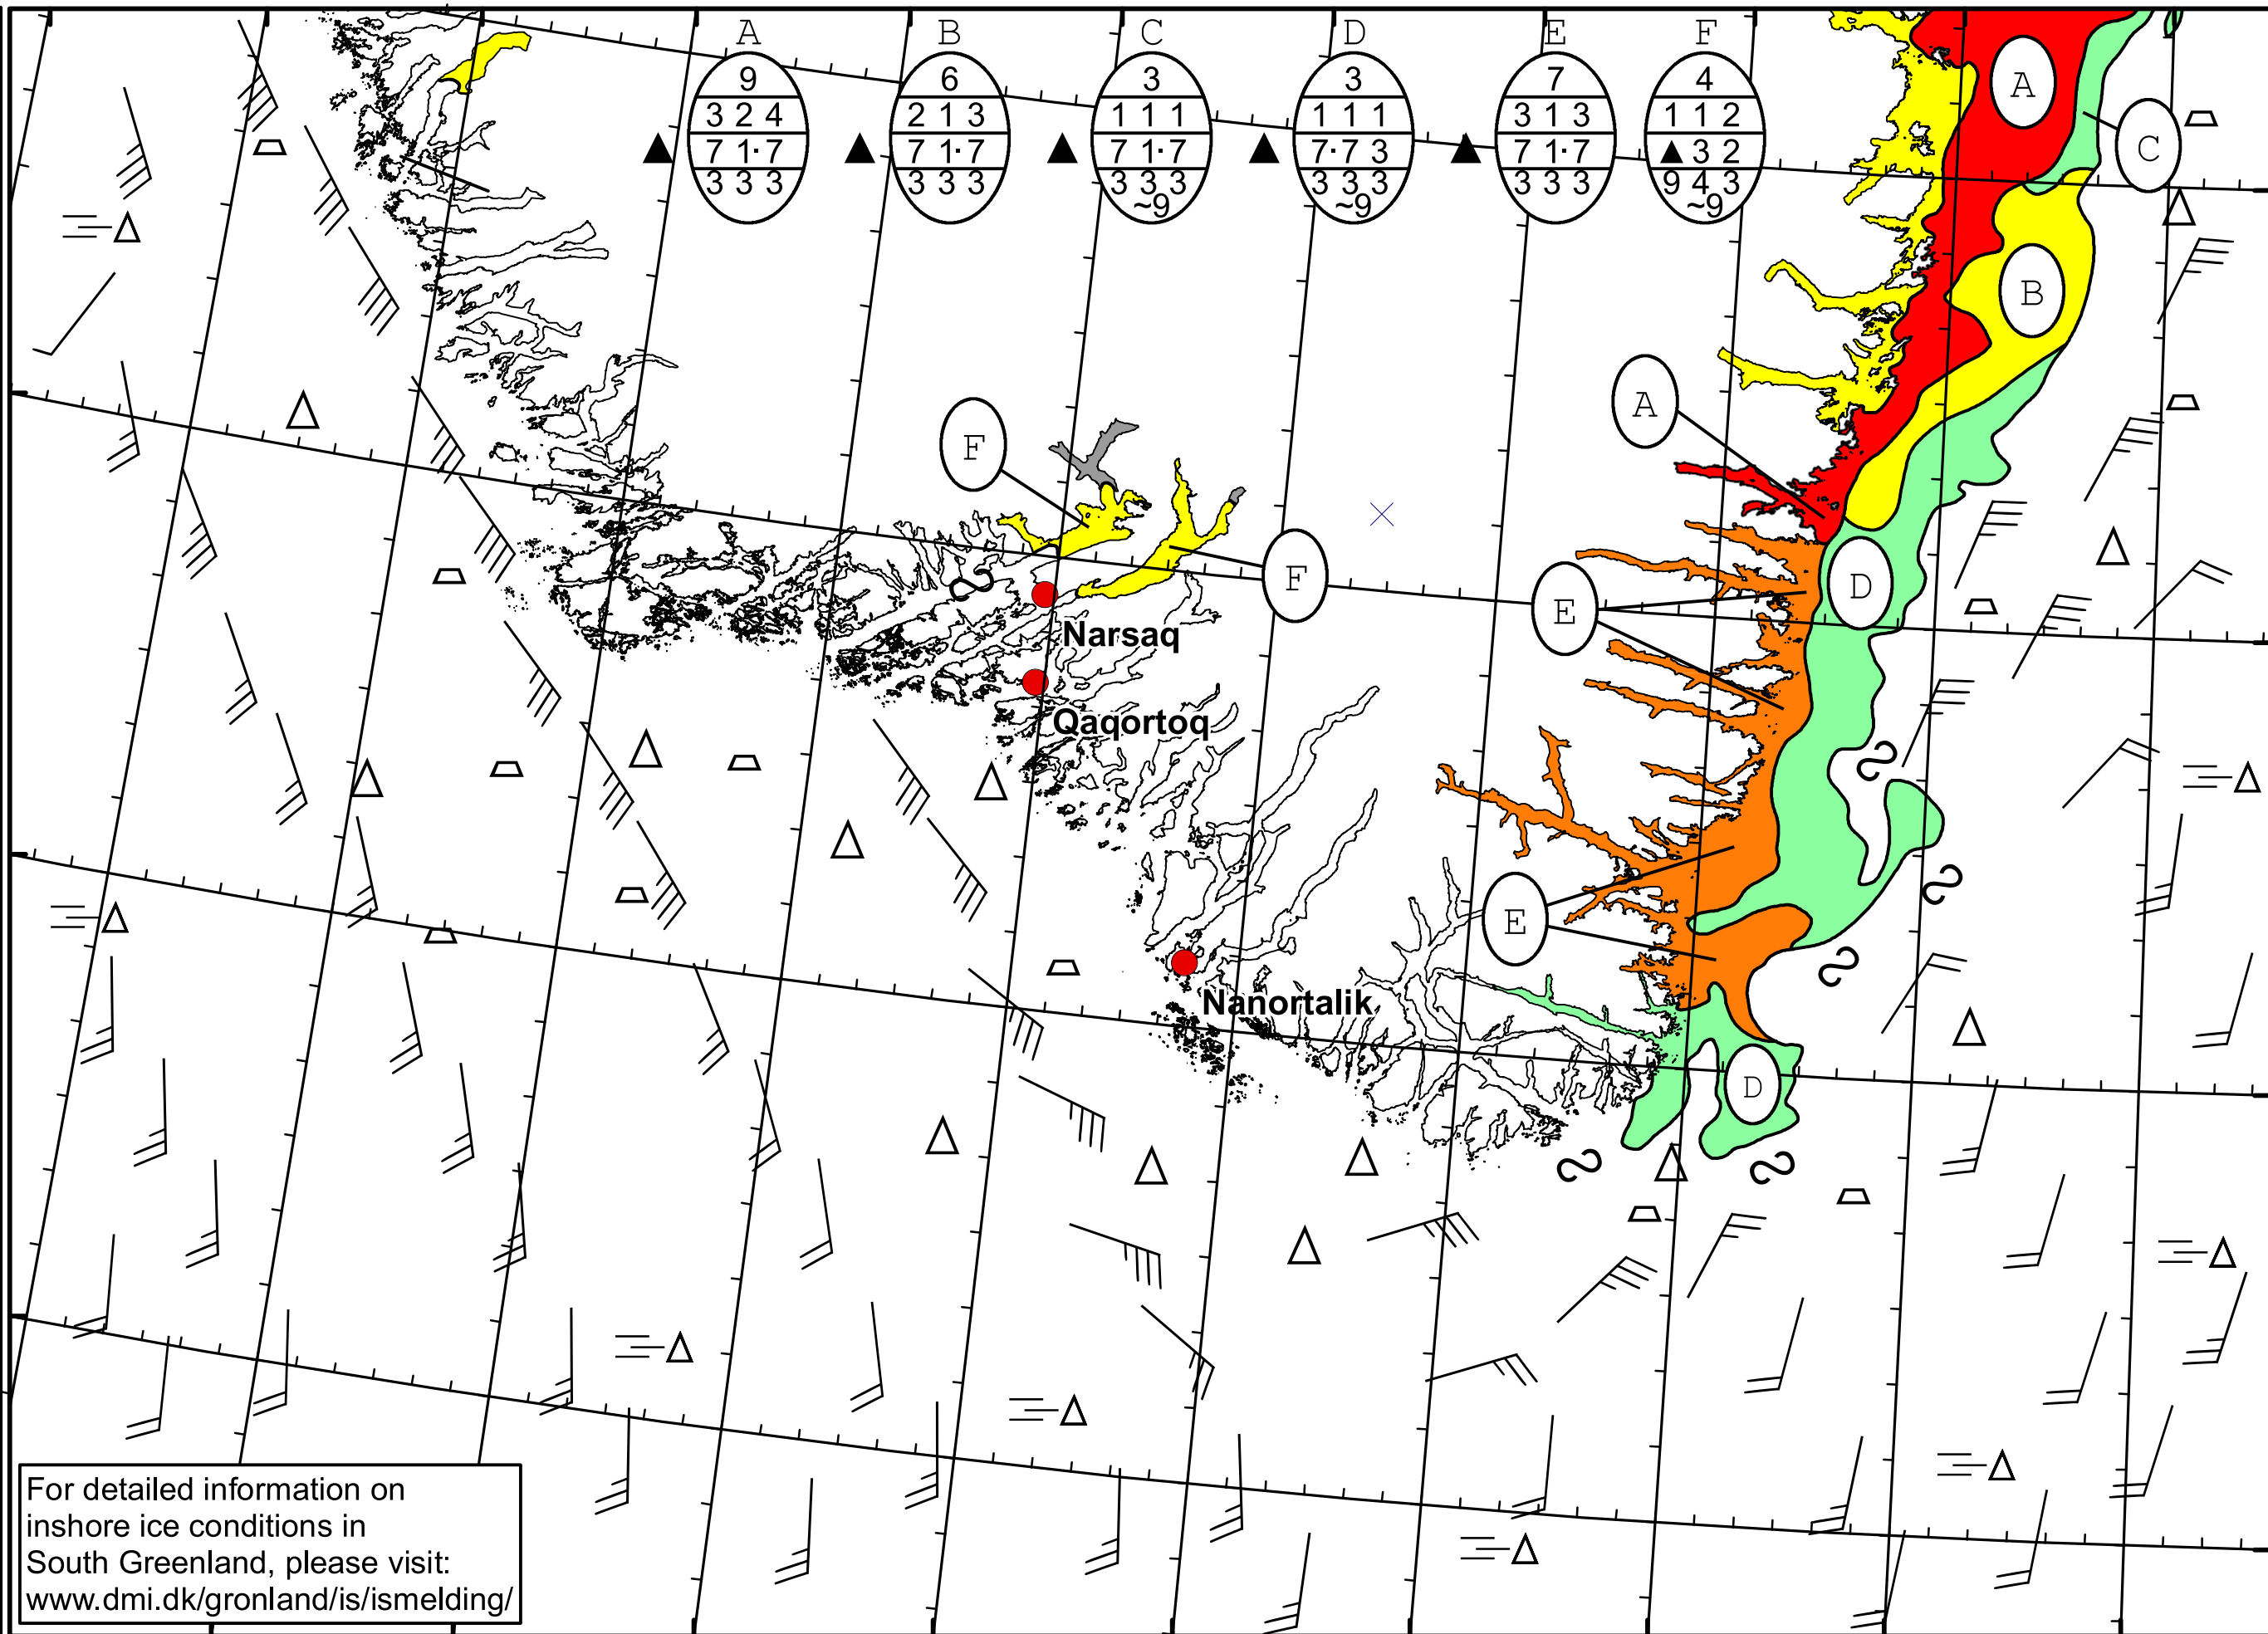 A B C D E F
9 6 3 3 7 4
3 2 4 2 1 3 1 1 1 1 1 1 3 1 3 1 1 2
7 1· 7 7 1· 7 7 1· 7 7· 7 3 7 1· 7 ▲ 3 2
3 3 3 3 3 3 3 3 3 3 3 3 3 3 3 9 4 3
~9 ~9 ~9
A
C
B
A
F
F
D
E
Narsaq
Qaqortoq
E
Nanortalik
D
For detailed information on
inshore ice conditions in
South Greenland, please visit:
www.dmi.dk/gronland/is/ismelding/